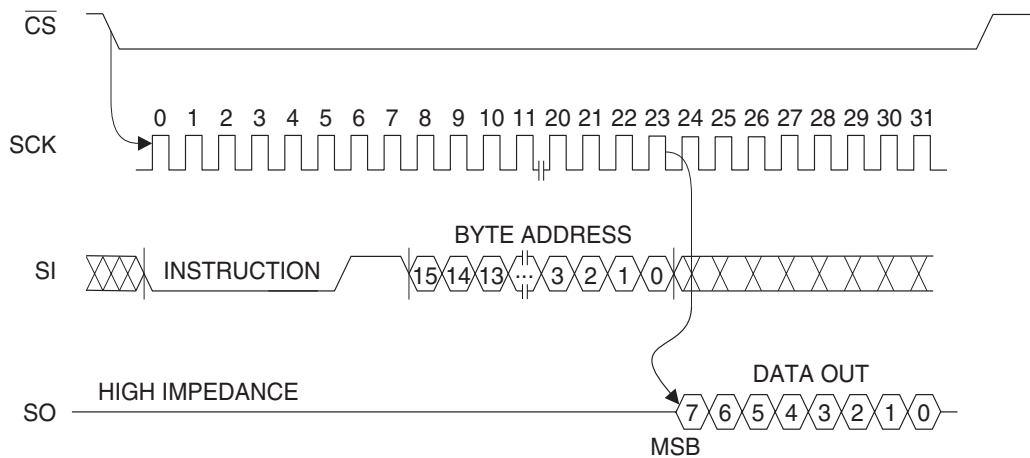 CS
0 1 2 3 4 5 6 7 8 9 10 11 20 21 22 23 24 25 26 27 28 29 30 31
SCK
BYTE ADDRESS
SI INSTRUCTION 15 14 13 ... 3 2 1 0
HIGH IMPEDANCE DATA OUT
SO 7 6 5 4 3 2 1 0
MSB